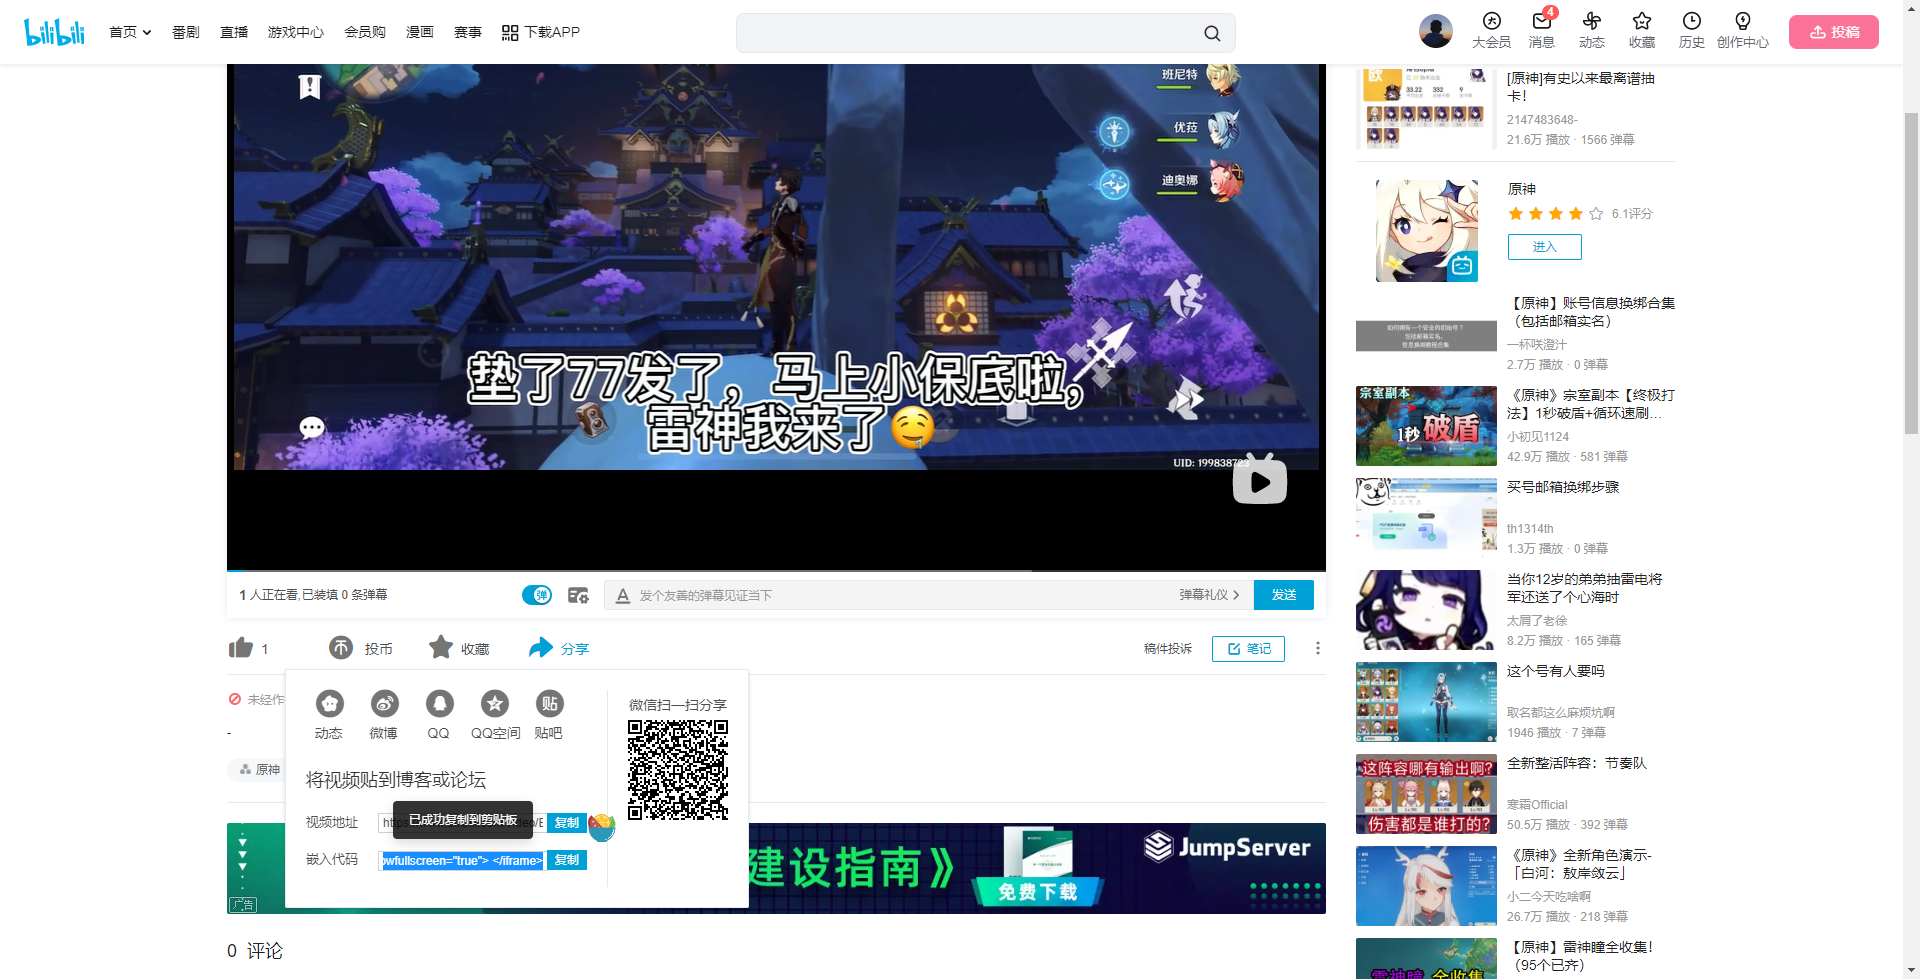 bilibili
首页
番剧
直播
游戏中心
会员购
漫画
赛事
下载APP
大会员
4
消息
动态
收藏
历史
创作中心
投稿
班尼特
优菈
迪奥娜
垫了77发了，马上小保底啦，
雷神我来了
UID: 199838723
1 人正在看,已装填 0 条弹幕
弹
发个友善的弹幕见证当下
弹幕礼仪
发送
1
投币
收藏
分享
稿件投诉
笔记
未经作
-
原神
动态
微博
QQ
QQ空间
贴
贴吧
微信扫一扫分享
将视频贴到博客或论坛
视频地址
复制
已成功复制到剪贴板
嵌入代码
owfullscreen="true"> </iframe>
复制
建设指南》
免费下载
JumpServer
广告
0 评论
[原神]有史以来最离谱抽
卡！
2147483648-
21.6万 播放 · 1566 弹幕
33.22
332
9
原神
6.1评分
进入
【原神】账号信息换绑合集
（包括邮箱实名）
一杯咲澄汁
2.7万 播放 · 0 弹幕
宗室副本
1秒破盾
《原神》宗室副本【终极打
法】1秒破盾+循环速刷...
小初见1124
42.9万 播放 · 581 弹幕
买号邮箱换绑步骤
th1314th
1.3万 播放 · 0 弹幕
当你12岁的弟弟抽雷电将
军还送了个心海时
太屑了老徐
8.2万 播放 · 165 弹幕
这个号有人要吗
取名都这么麻烦坑啊
1946 播放 · 7 弹幕
这阵容哪有输出啊?
伤害都是谁打的?
全新整活阵容：节奏队
寒霜Official
50.5万 播放 · 392 弹幕
《原神》全新角色演示-
「白河：敖岸敛云」
小二今天吃啥啊
26.7万 播放 · 218 弹幕
雷神瞳 全收集
【原神】雷神瞳全收集！
（95个已齐）